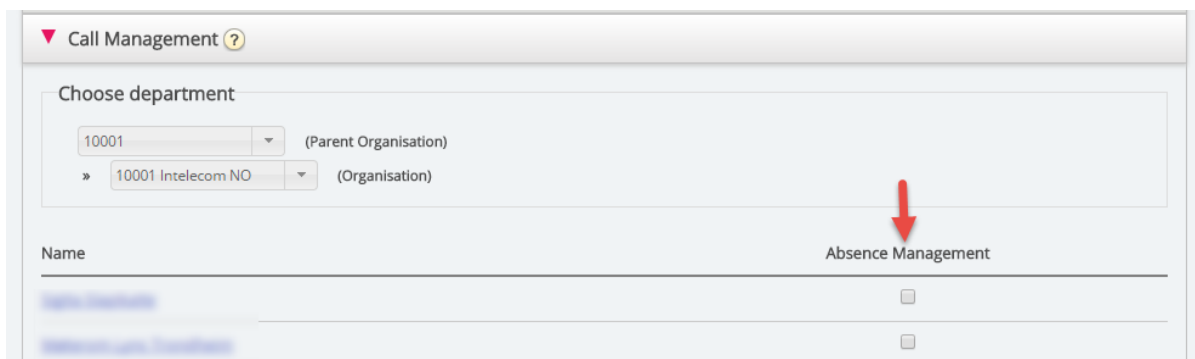 Call Management ?
Choose department
10001 (Parent Organisation)
» 10001 Intelecom NO (Organisation)
Name Absence Management